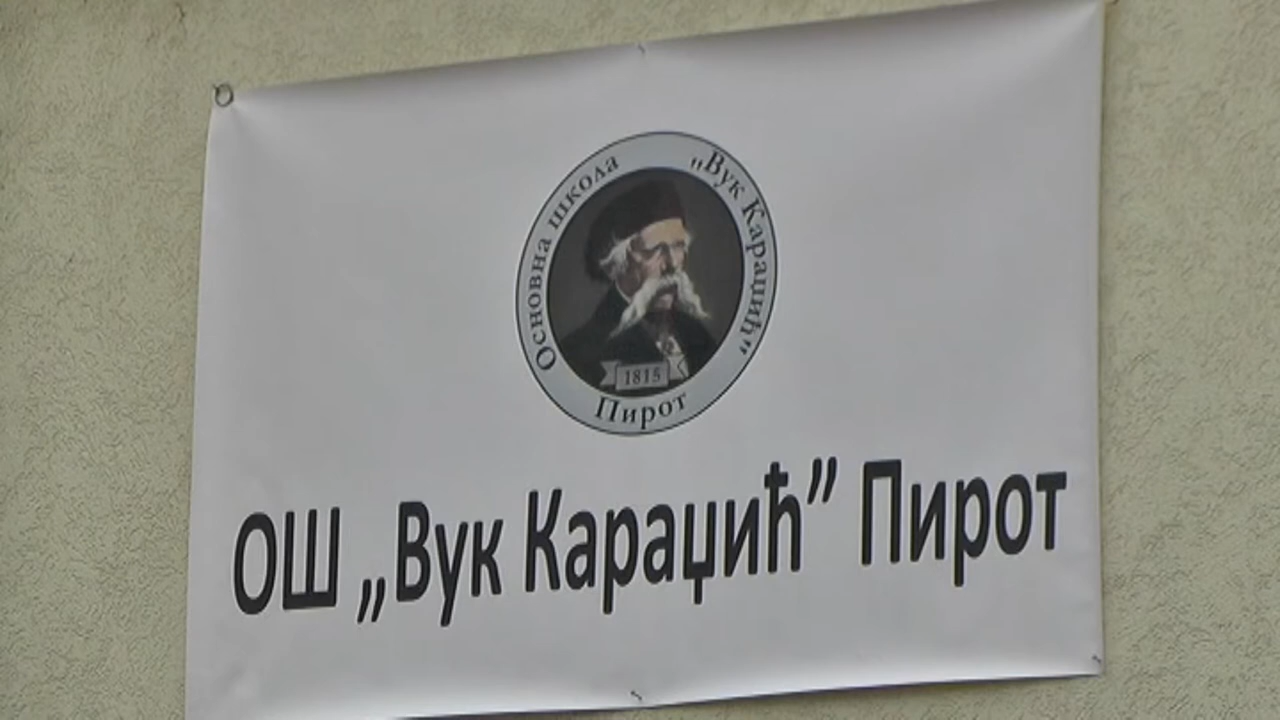 Основна школа
„Вук Караџић“
1815
Пирот
ОШ „Вук Караџић” Пирот